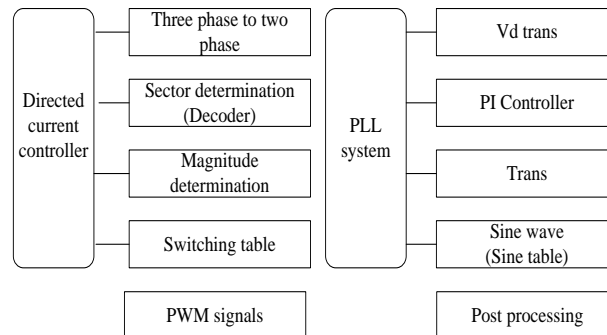 Directed
current
controller
Three phase to two
phase
Sector determination
(Decoder)
Magnitude
determination
Switching table
PWM signals
PLL
system
Vd trans
PI Controller
Trans
Sine wave
(Sine table)
Post processing